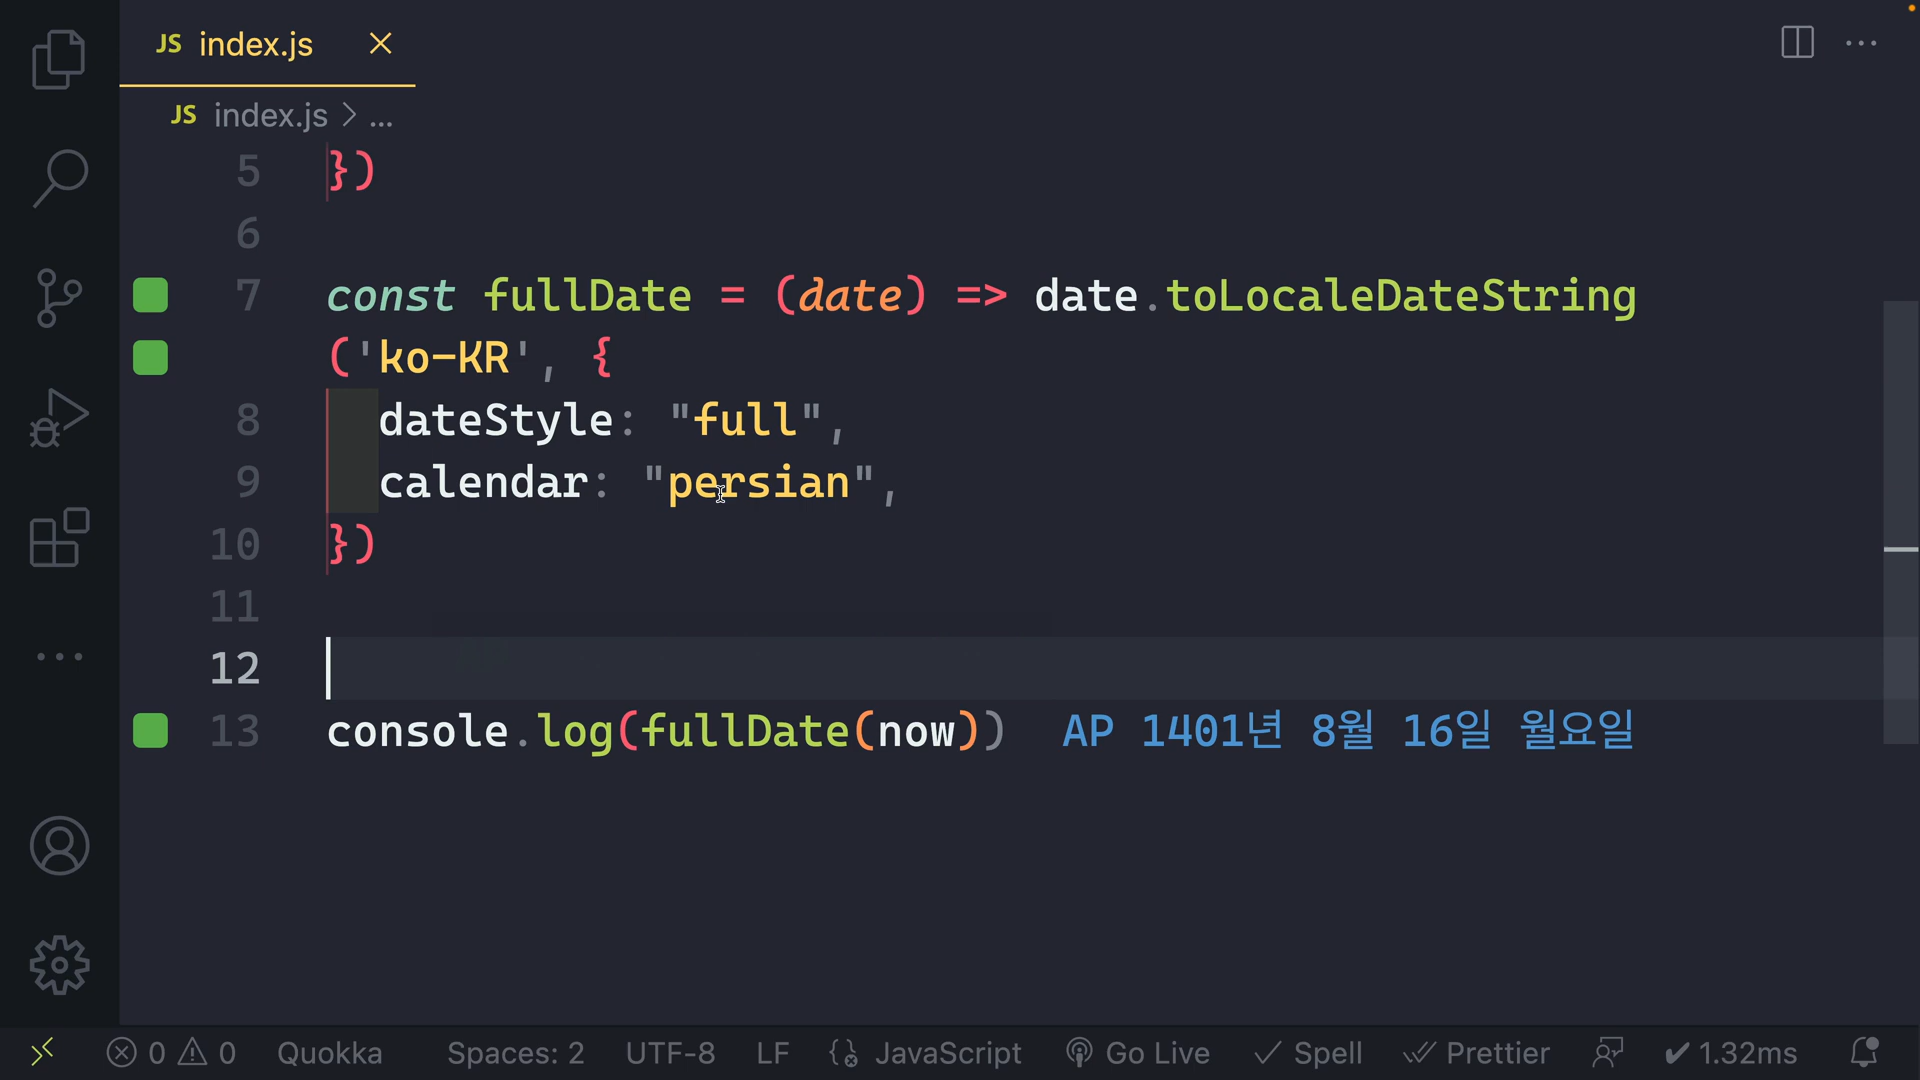 JS index.js
JS index.js > ...
5 })
6
7 const fullDate = (date) => date.toLocaleDateString
('ko-KR', {
8 dateStyle: "full",
9 calendar: "persian",
10 })
11
12
13 console.log(fullDate(now)) AP 1401년 8월 16일 월요일
0 0 Quokka Spaces: 2 UTF-8 LF JavaScript Go Live Spell Prettier 1.32ms